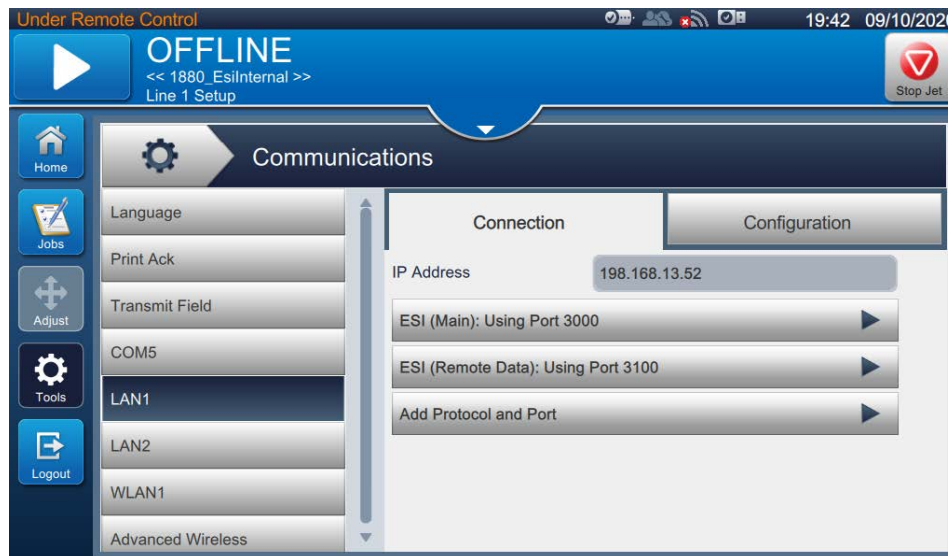 Under Remote Control
19:42 09/10/202
OFFLINE
<< 1880_EsiInternal >>
Line 1 Setup
Stop Jet
Home
Jobs
Adjust
Tools
Logout
Communications
Language
Print Ack
Transmit Field
COM5
LAN1
LAN2
WLAN1
Advanced Wireless
Connection
Configuration
IP Address 198.168.13.52
ESI (Main): Using Port 3000
ESI (Remote Data): Using Port 3100
Add Protocol and Port